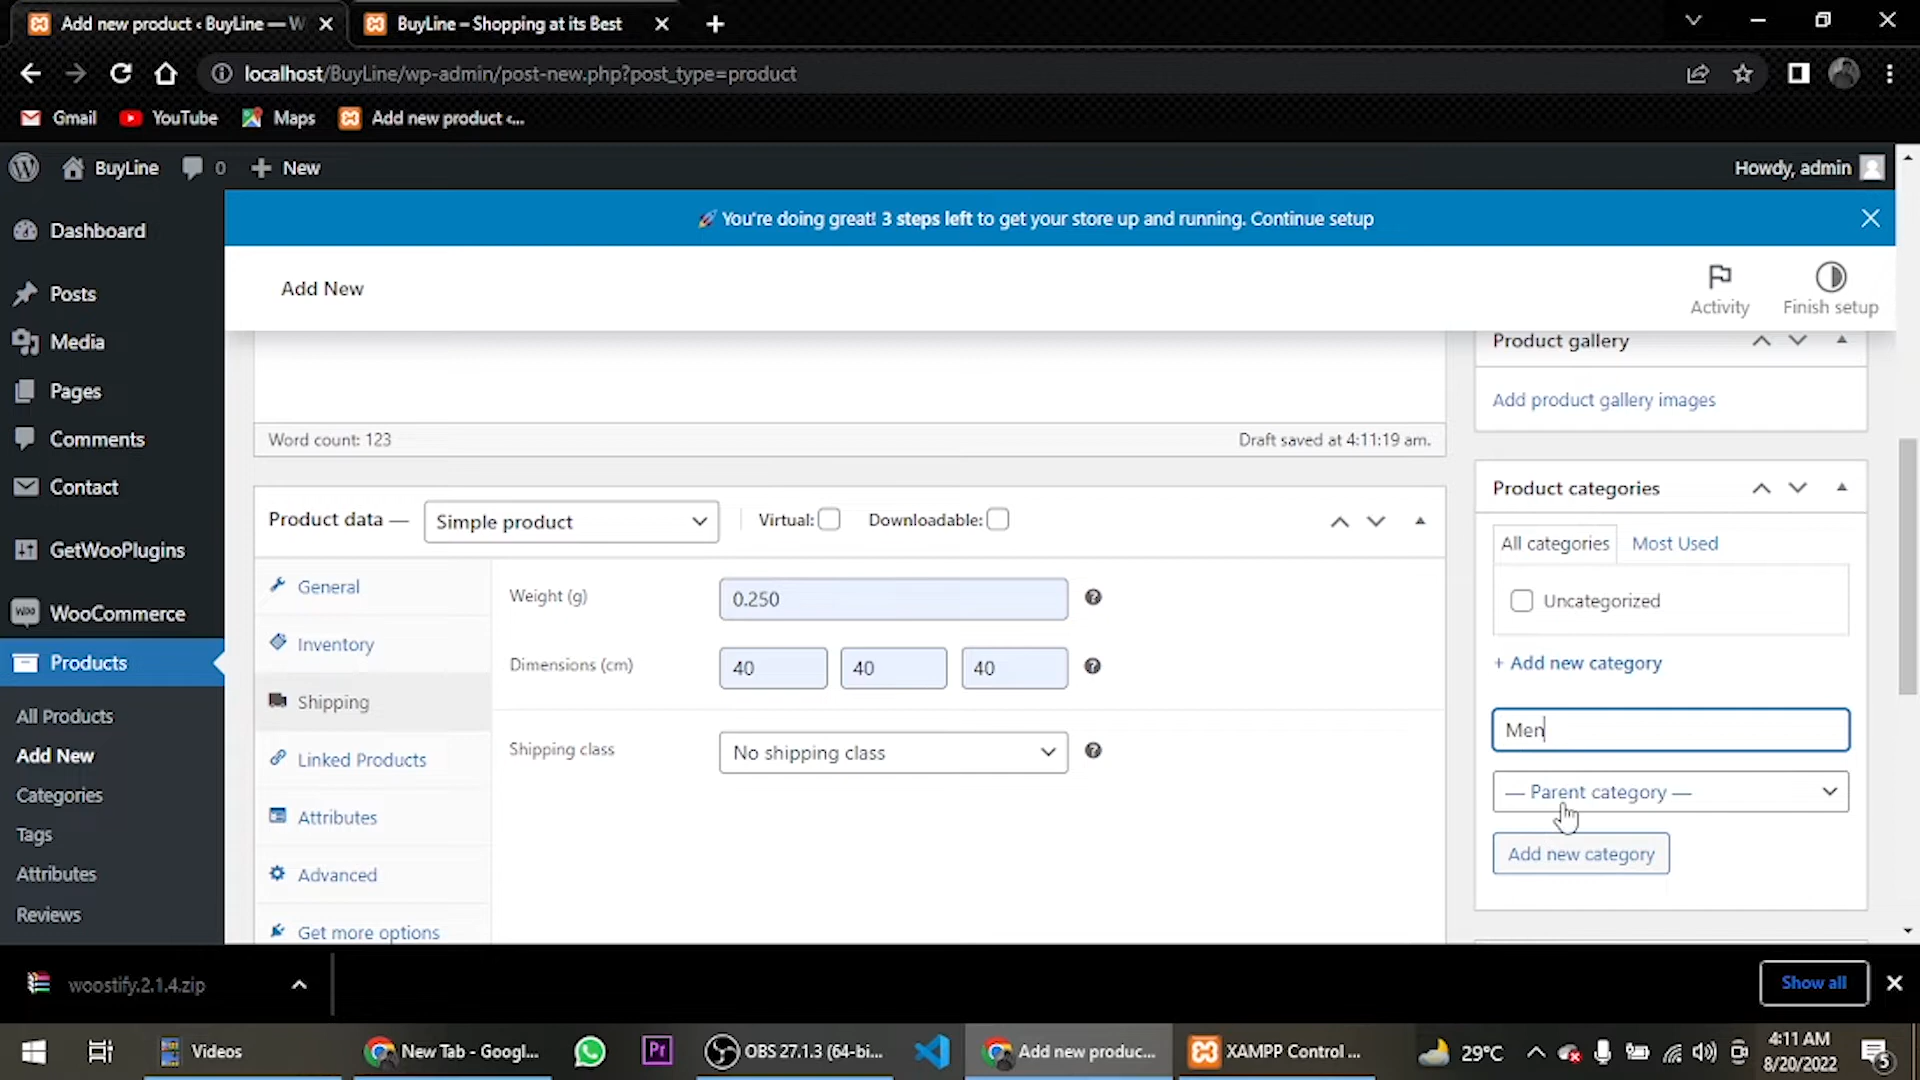 Add new product ‹ BuyLine — W
BuyLine – Shopping at its Best
localhost/BuyLine/wp-admin/post-new.php?post_type=product
Gmail
YouTube
Maps
Add new product ‹...
BuyLine
0
New
Howdy, admin
Dashboard
Posts
Media
Pages
Comments
Contact
GetWooPlugins
WooCommerce
Products
All Products
Add New
Categories
Tags
Attributes
Reviews
You're doing great! 3 steps left to get your store up and running. Continue setup
Add New
Activity
Finish setup
Word count: 123
Draft saved at 4:11:19 am.
Product data —
Simple product
Virtual:
Downloadable:
General
Inventory
Shipping
Linked Products
Attributes
Advanced
Get more options
Weight (g)
0.250
Dimensions (cm)
40
40
40
Shipping class
No shipping class
Product gallery
Add product gallery images
Product categories
All categories
Most Used
Uncategorized
+ Add new category
Men
— Parent category —
Add new category
woostify.2.1.4.zip
Show all
Videos
New Tab - Googl...
Pr
OBS 27.1.3 (64-bi...
Add new produc...
XAMPP Control ...
29°C
4:11 AM
8/20/2022
5